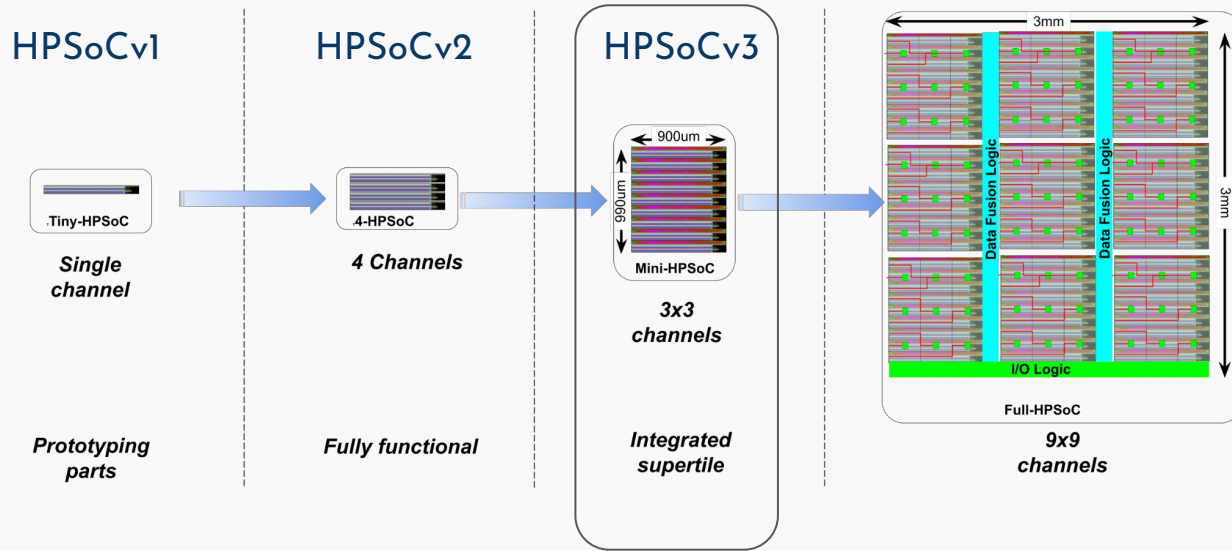 HPSoCv1
HPSoCv2
HPSoCv3
.Tiny-HPSoC
Single
channel
Prototyping
parts
.4-HPSoC
4 Channels
Fully functional
900um
990um
Mini-HPSoC
3x3
channels
Integrated
supertile
3mm
3mm
Data Fusion Logic
Data Fusion Logic
I/O Logic
Full-HPSoC
9x9
channels